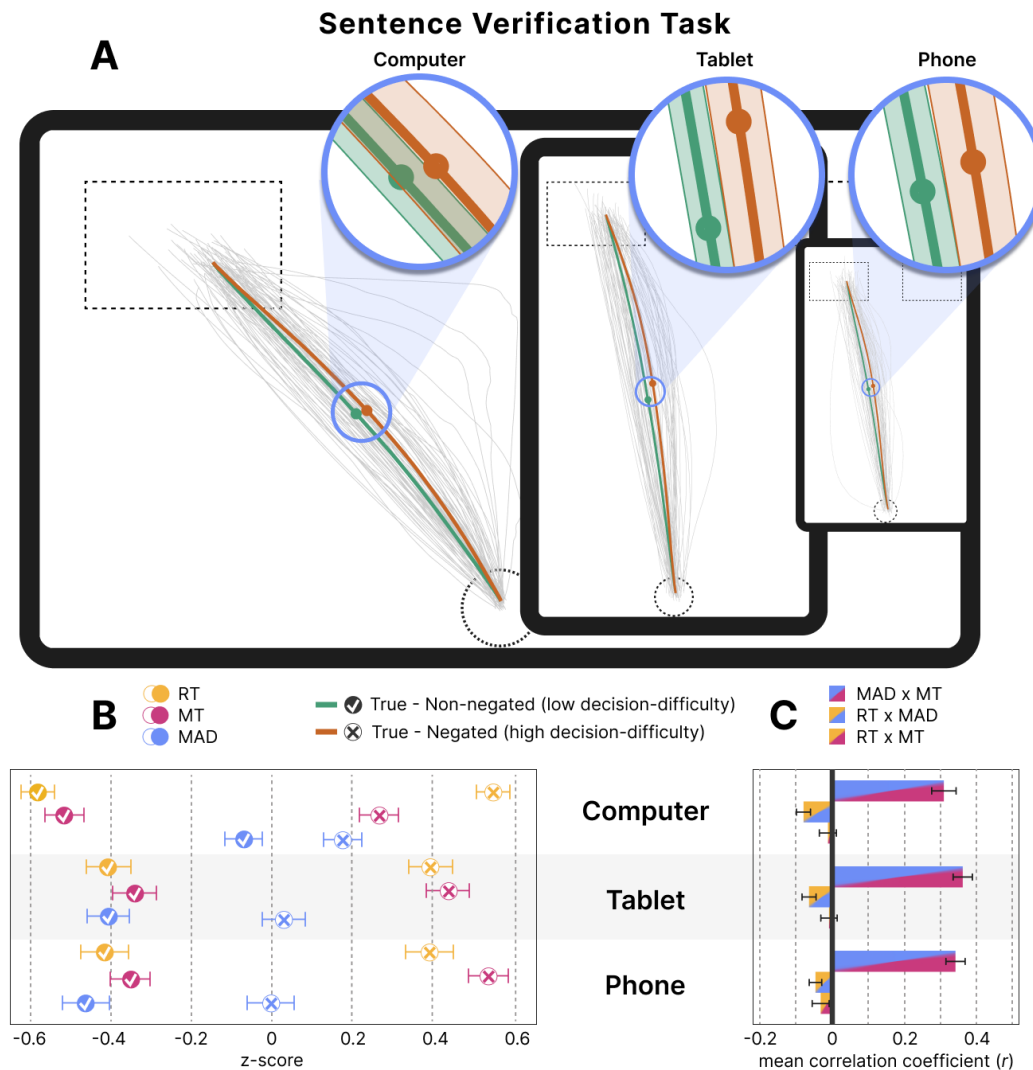 Sentence Verification Task
A
Computer
Tablet
Phone
B
RT
MT
MAD
True - Non-negated (low decision-difficulty)
True - Negated (high decision-difficulty)
C
MAD x MT
RT x MAD
RT x MT
Computer
Tablet
Phone
-0.6 -0.4 -0.2 0 0.2 0.4 0.6
z-score
-0.2 0 0.2 0.4
mean correlation coefficient (r)